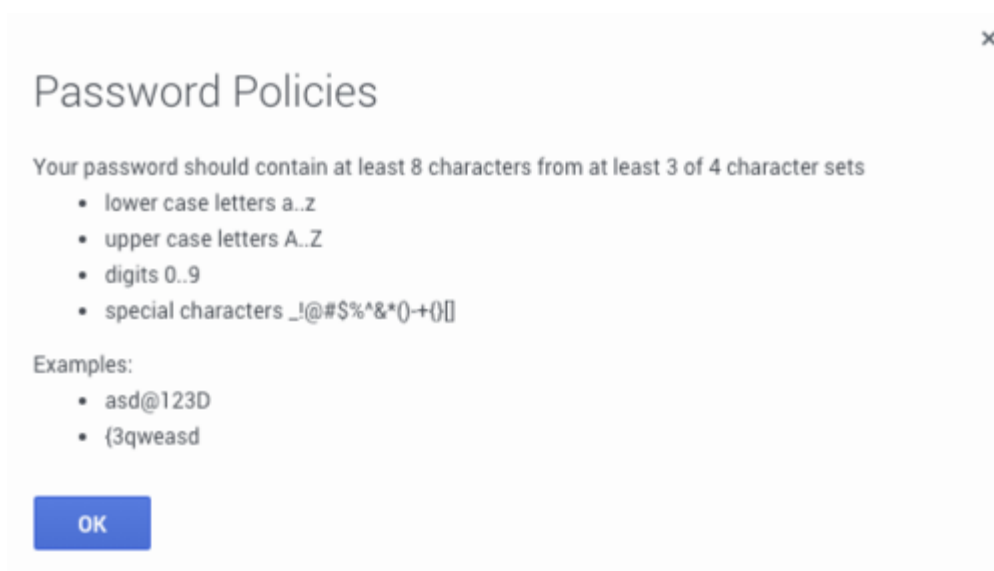 ×
Password Policies
Your password should contain at least 8 characters from at least 3 of 4 character sets
• lower case letters a..z
• upper case letters A..Z
• digits 0..9
• special characters _!@#$%^&*()-+{}[]
Examples:
• asd@123D
• {3qweasd
OK